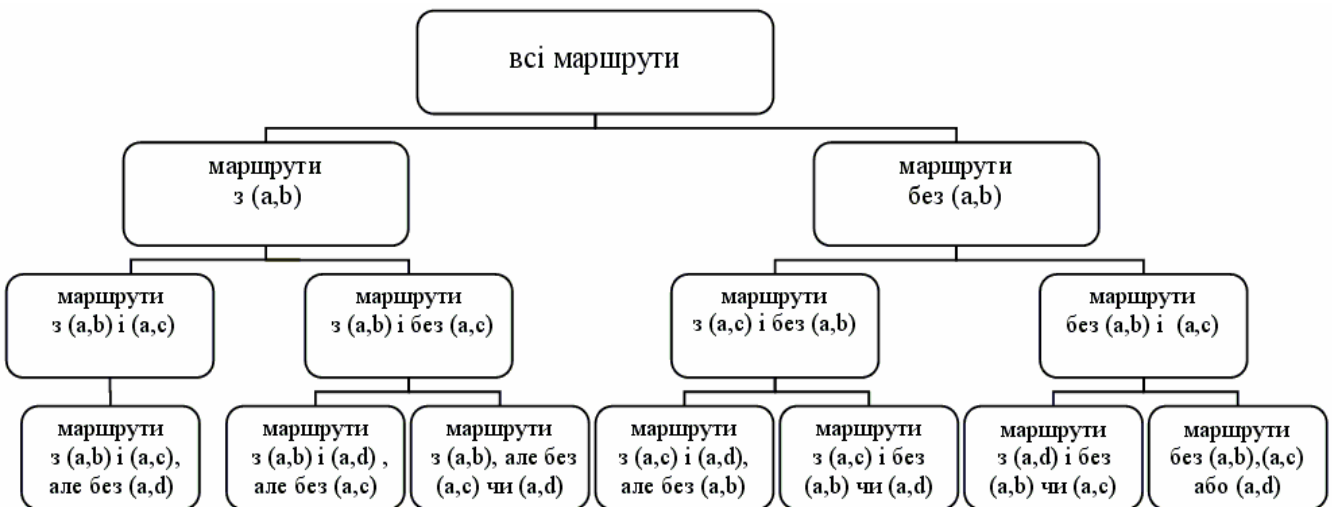 всі маршрути
маршрути
з (a,b)
маршрути
без (a,b)
маршрути
з (a,b) і (a,c)
маршрути
з (a,b) і без (a,c)
маршрути
з (a,c) і без (a,b)
маршрути
без (a,b) і (a,c)
маршрути
з (a,b) і (a,c),
але без (a,d)
маршрути
з (a,b) і (a,d) ,
але без (a,c)
маршрути
з (a,b), але без
(a,c) чи (a,d)
маршрути
з (a,c) і (a,d),
але без (a,b)
маршрути
з (a,c) і без
(a,b) чи (a,d)
маршрути
з (a,d) і без
(a,b) чи (a,c)
маршрути
без (a,b),(a,c)
або (a,d)